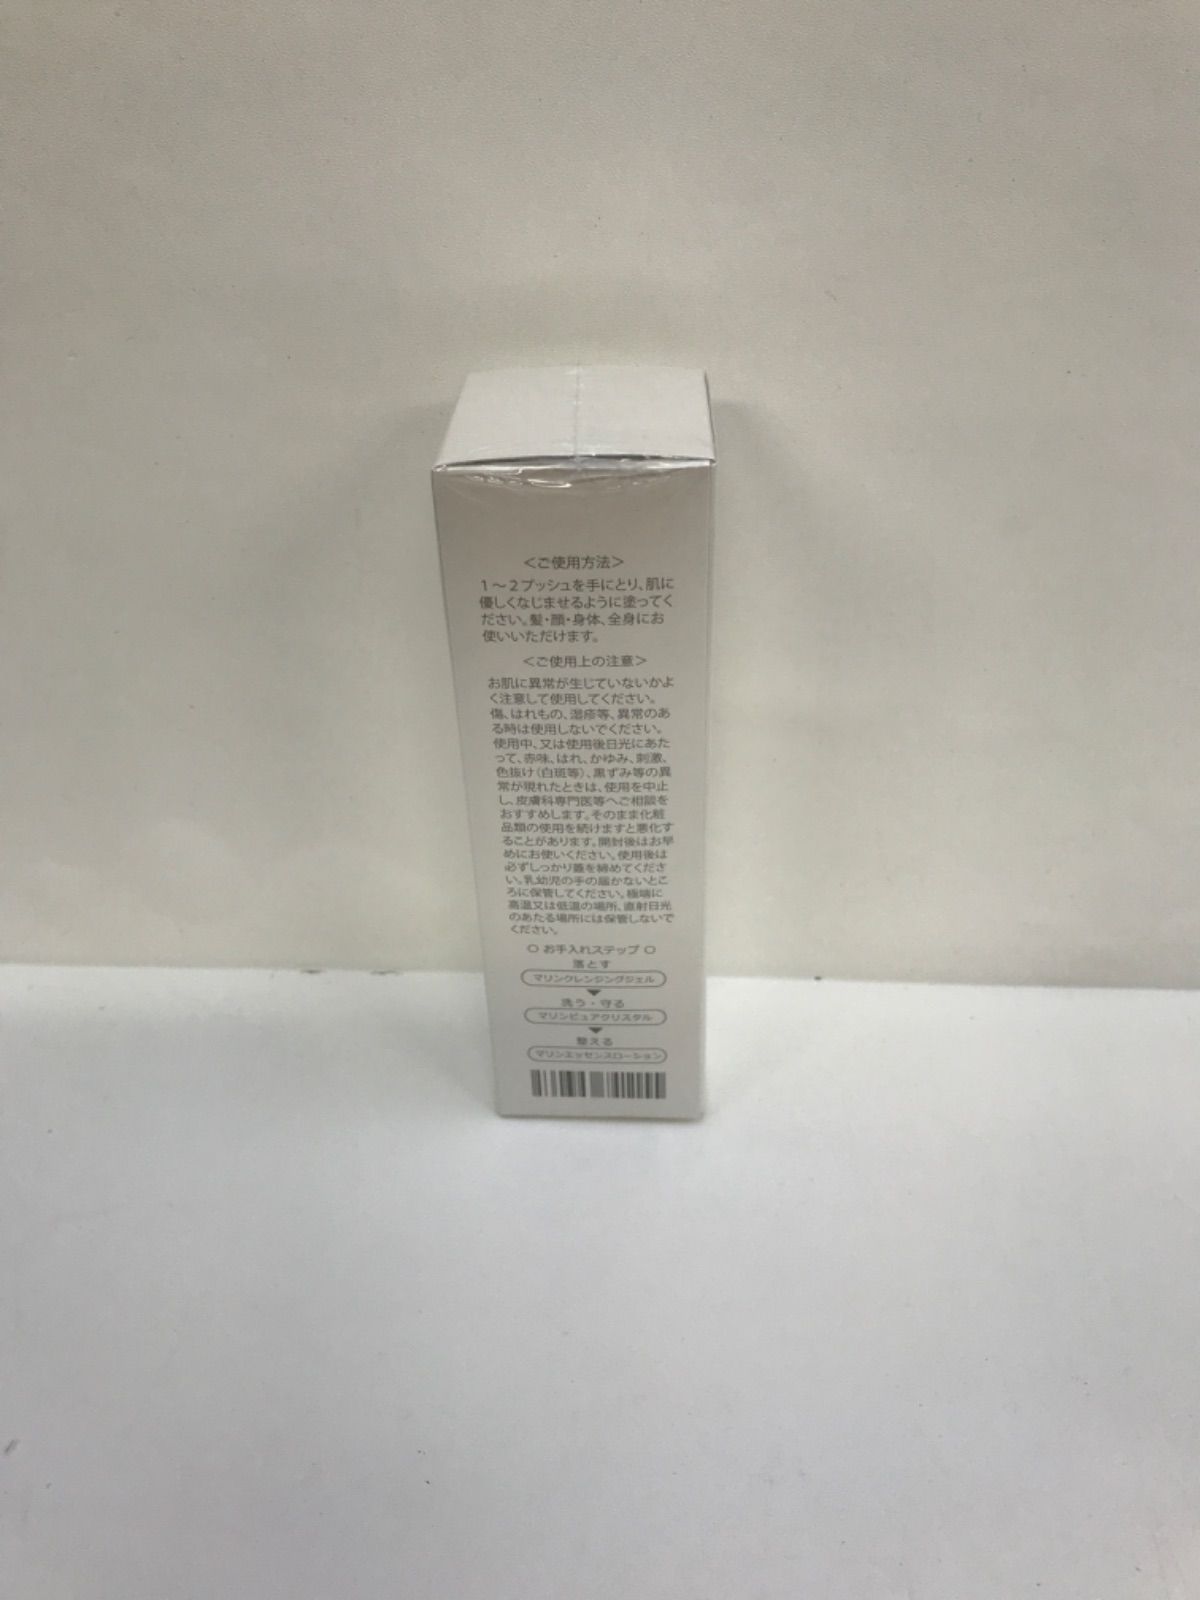 ＜ご使用方法＞
1～2プッシュを手にとり、肌に
優しくなじませるように塗ってく
ださい。髪・顔・身体、全身にお
使いいただけます。
＜ご使用上の注意＞
お肌に異常が生じていないかよ
く注意して使用してください。
傷、はれもの、湿疹等、異常のあ
る時は使用しないでください。
使用中、又は使用後日光にあた
って、赤味、はれ、かゆみ、刺激、
色抜け（白斑等）、黒ずみ等の異
常が現れたときは、使用を中止
し、皮膚科専門医等へご相談を
おすすめします。そのまま化粧
品類の使用を続けますと悪化す
ることがあります。開封後はお早
めにお使いください。使用後は
必ずしっかり蓋を締めてくださ
い。乳幼児の手の届かないとこ
ろに保管してください。極端に
高温又は低温の場所、直射日光
のあたる場所には保管しないで
ください。
○ お手入れステップ ○
落とす
マリンクレンジングジェル
▼
洗う・守る
マリンピュアクリスタル
▼
整える
マリンエッセンスローション